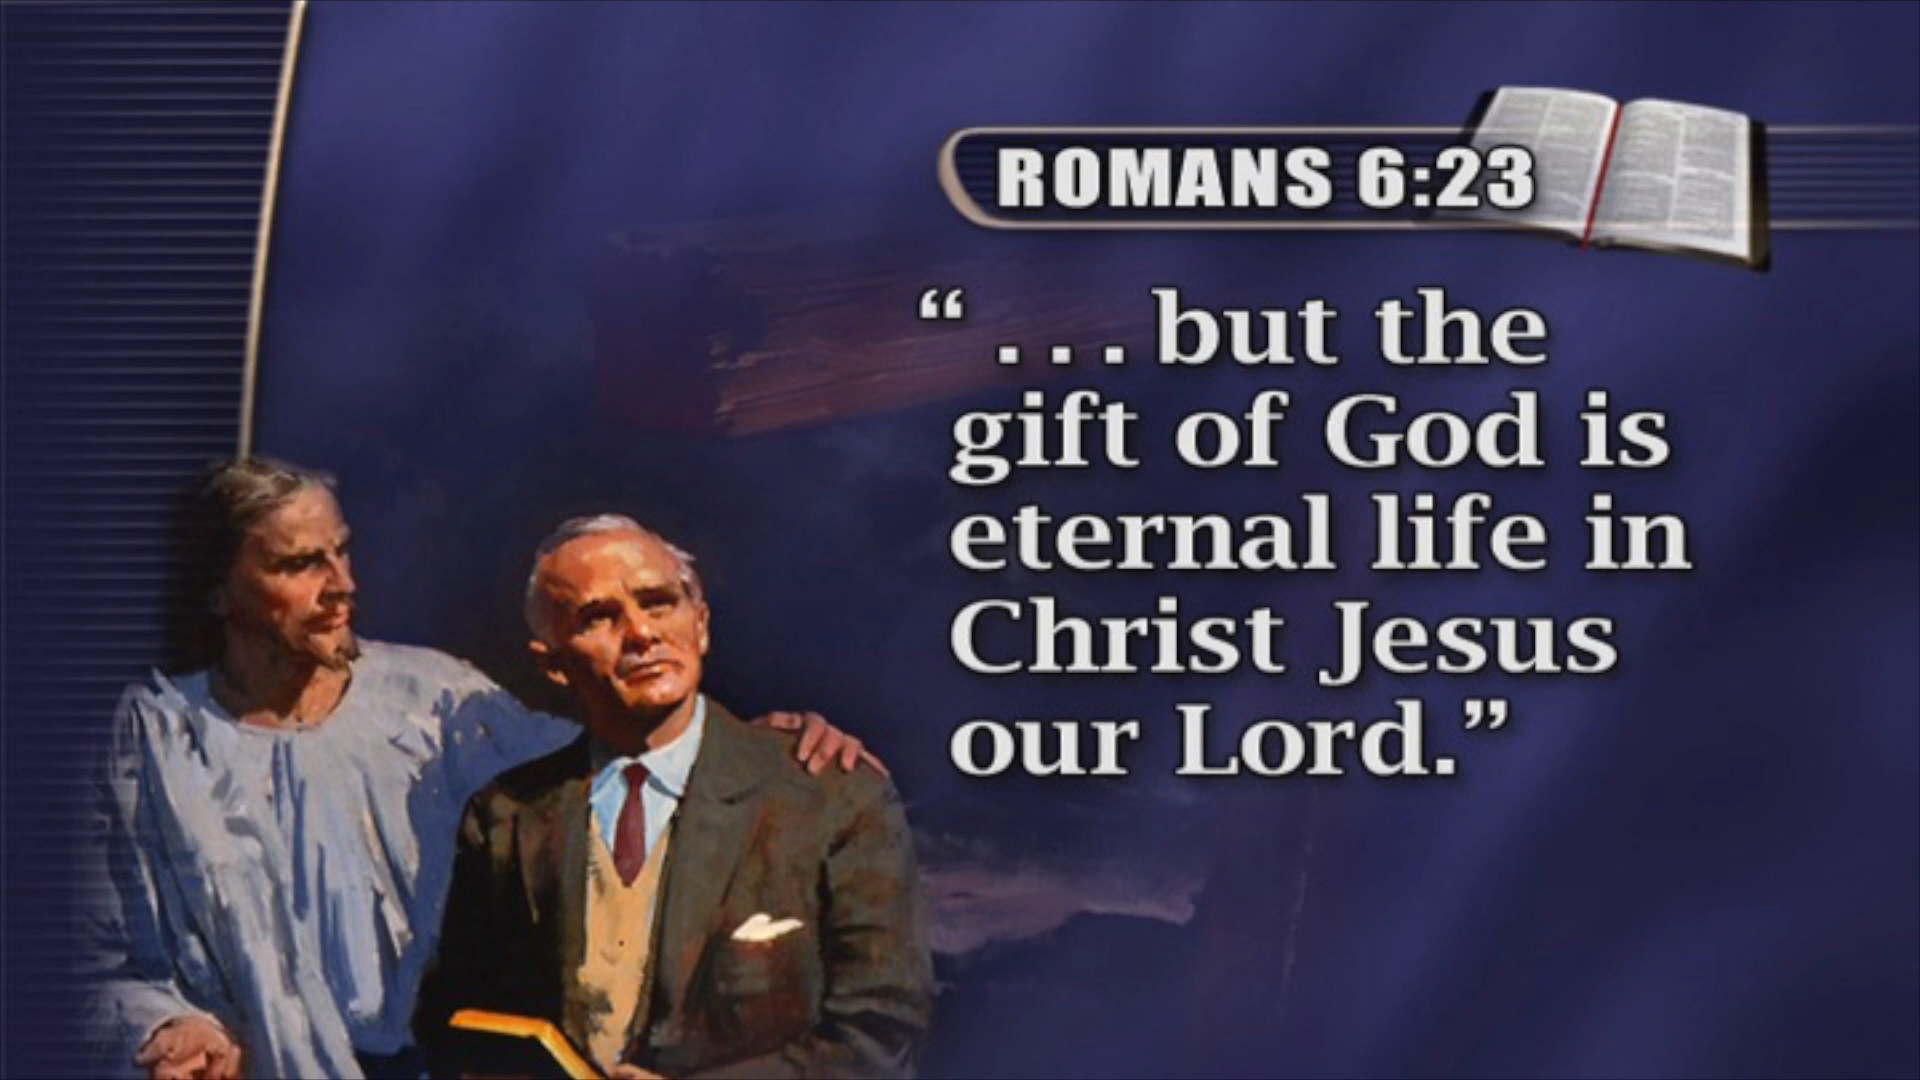 ROMANS 6:23
“ . . . but the
gift of God is
eternal life in
Christ Jesus
our Lord.”